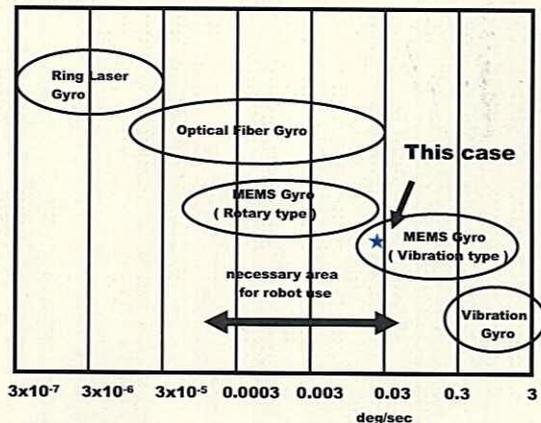 Ring Laser
Gyro
Optical Fiber Gyro
This case
MEMS Gyro
( Rotary type )
MEMS Gyro
( Vibration type )
necessary area
for robot use
Vibration
Gyro
3x10-7 3x10-6 3x10-5 0.0003 0.003 0.03 0.3 3
deg/sec